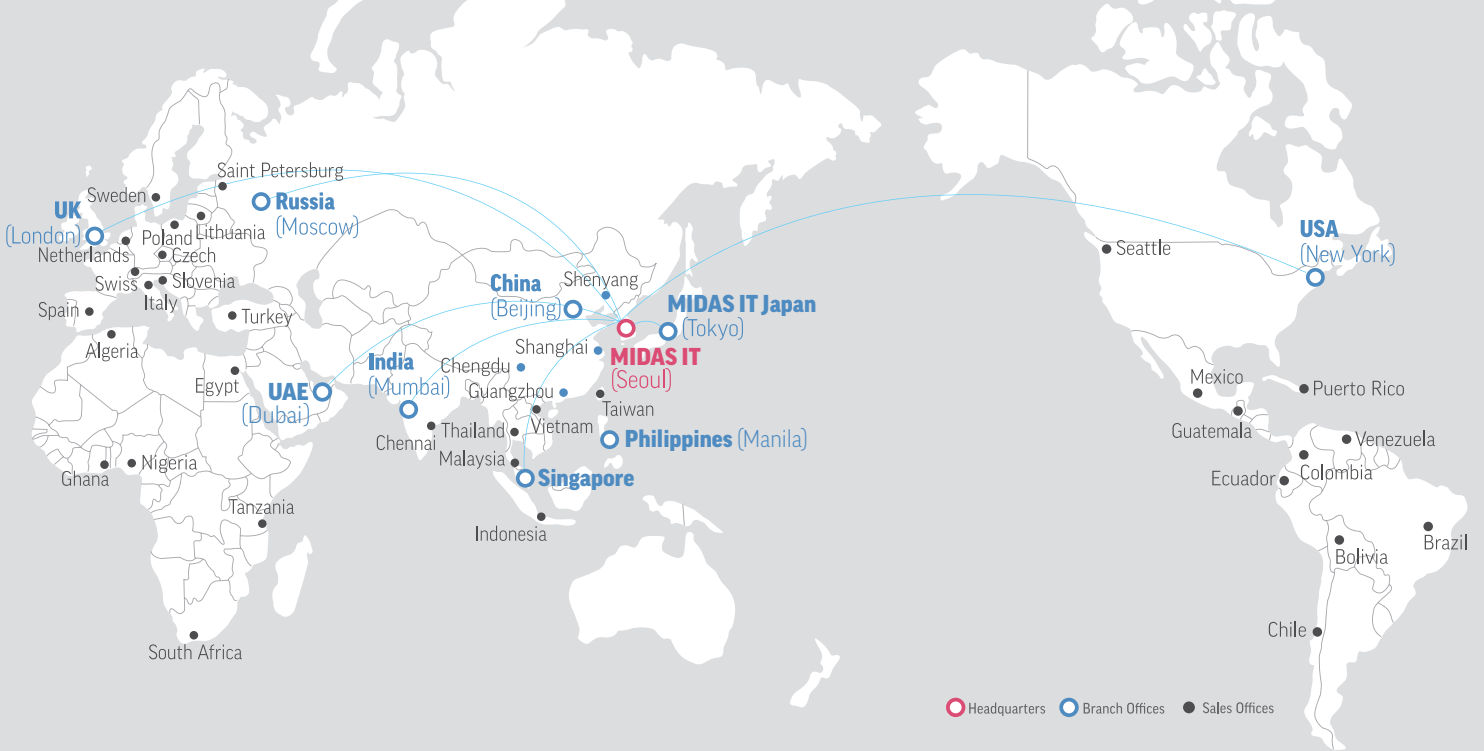 Saint Petersburg
Sweden
Russia
(Moscow)
UK
(London)
Lithuania
Poland
Netherlands
Czech
Swiss
Slovenia
Italy
Spain
Turkey
Algeria
Egypt
UAE
(Dubai)
India
(Mumbai)
Chennai
China
(Beijing)
Shenyang
MIDAS IT Japan
(Tokyo)
MIDAS IT
(Seoul)
Shanghai
Chengdu
Guangzhou
Taiwan
Vietnam
Thailand
Malaysia
Philippines (Manila)
Singapore
Indonesia
Ghana
Nigeria
Tanzania
South Africa
Seattle
USA
(New York)
Mexico
Puerto Rico
Guatemala
Venezuela
Colombia
Ecuador
Brazil
Bolivia
Chile
Headquarters
Branch Offices
Sales Offices